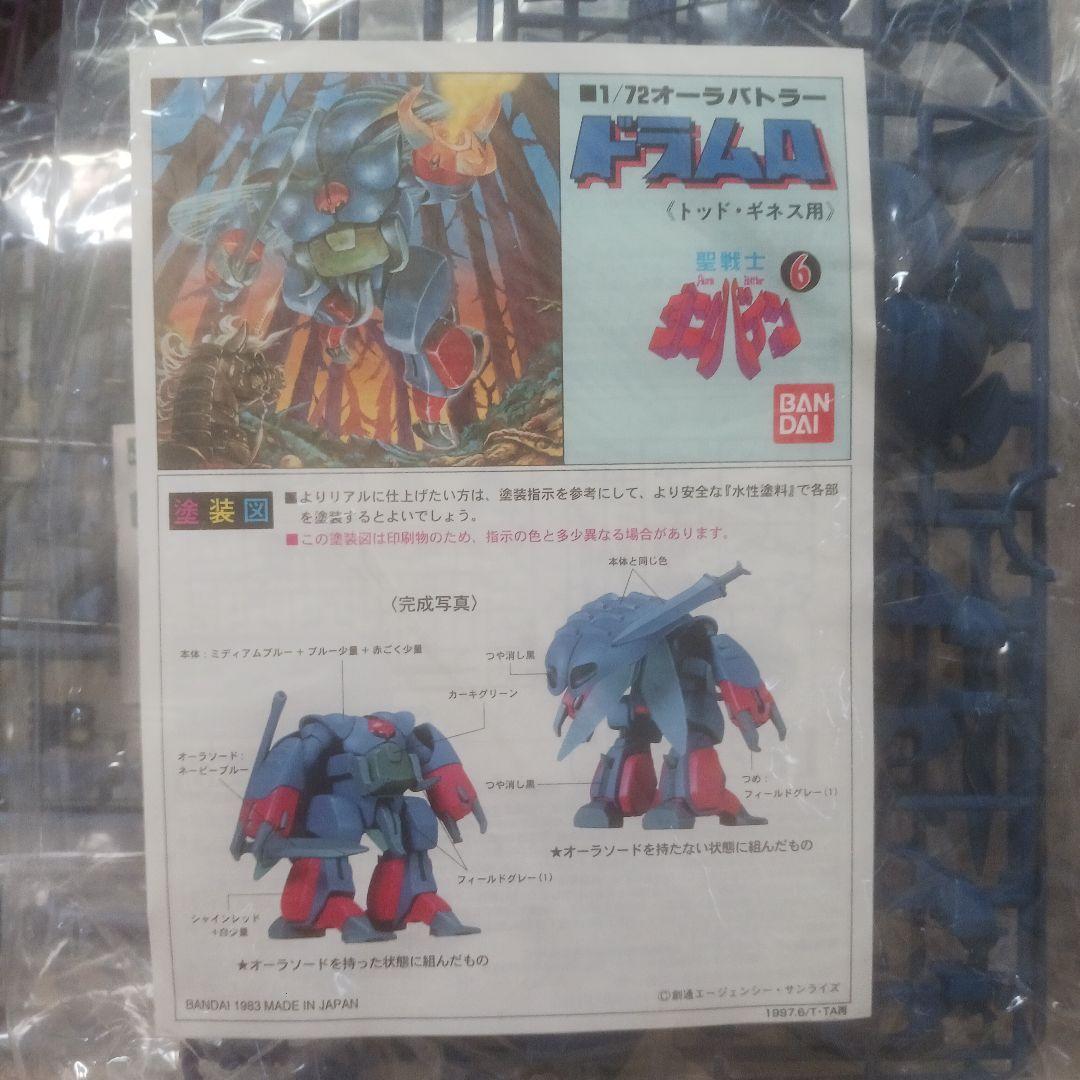 ■1/72オーラバトラー
ドラムロ
《トッド・ギネス用》
聖戦士
Aura Battler
6
ダンバイン
BAN
DAI
塗装図
■よりリアルに仕上げたい方は、塗装指示を参考にして、より安全な『水性塗料』で各部
を塗装するとよいでしょう。
■この塗装図は印刷物のため、指示の色と多少異なる場合があります。
〈完成写真〉
本体と同じ色
本体：ミディアムブルー＋ブルー少量＋赤ごく少量
つや消し黒
カーキグリーン
オーラソード：
ネービーブルー
つや消し黒
つめ：
フィールドグレー(1)
★オーラソードを持たない状態に組んだもの
フィールドグレー(1)
シャインレッド
＋白少量
★オーラソードを持った状態に組んだもの
BANDAI 1983 MADE IN JAPAN
©創通エージェンシー・サンライズ
1997.6/T・TA再